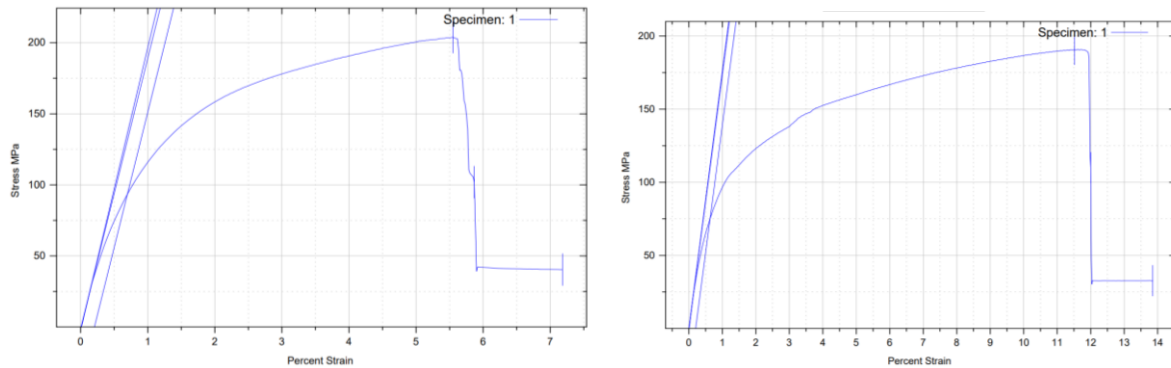 Specimen: 1
200
150
100
50
0 1 2 3 4 5 6 7
Stress MPa
Percent Strain
Specimen: 1
200
150
100
50
0 1 2 3 4 5 6 7 8 9 10 11 12 13 14
Stress MPa
Percent Strain